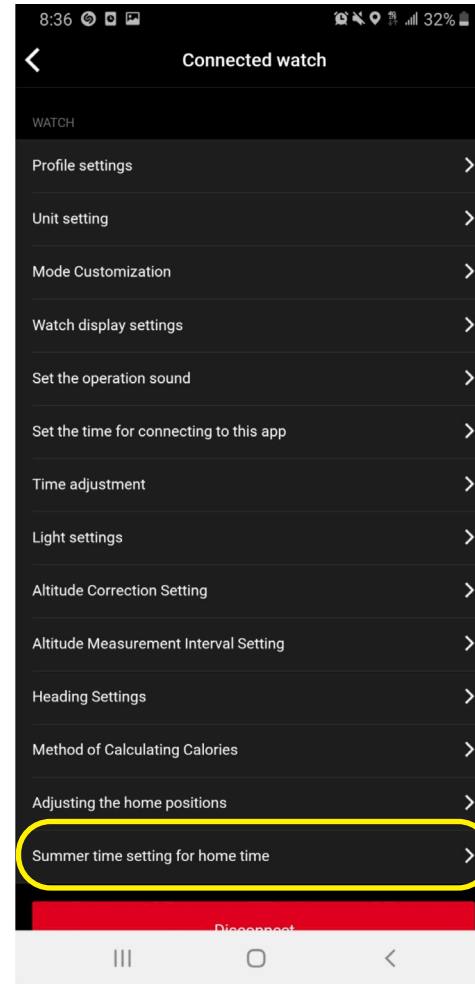 8:36 32%
Connected watch
WATCH
Profile settings
Unit setting
Mode Customization
Watch display settings
Set the operation sound
Set the time for connecting to this app
Time adjustment
Light settings
Altitude Correction Setting
Altitude Measurement Interval Setting
Heading Settings
Method of Calculating Calories
Adjusting the home positions
Summer time setting for home time
Disconnect